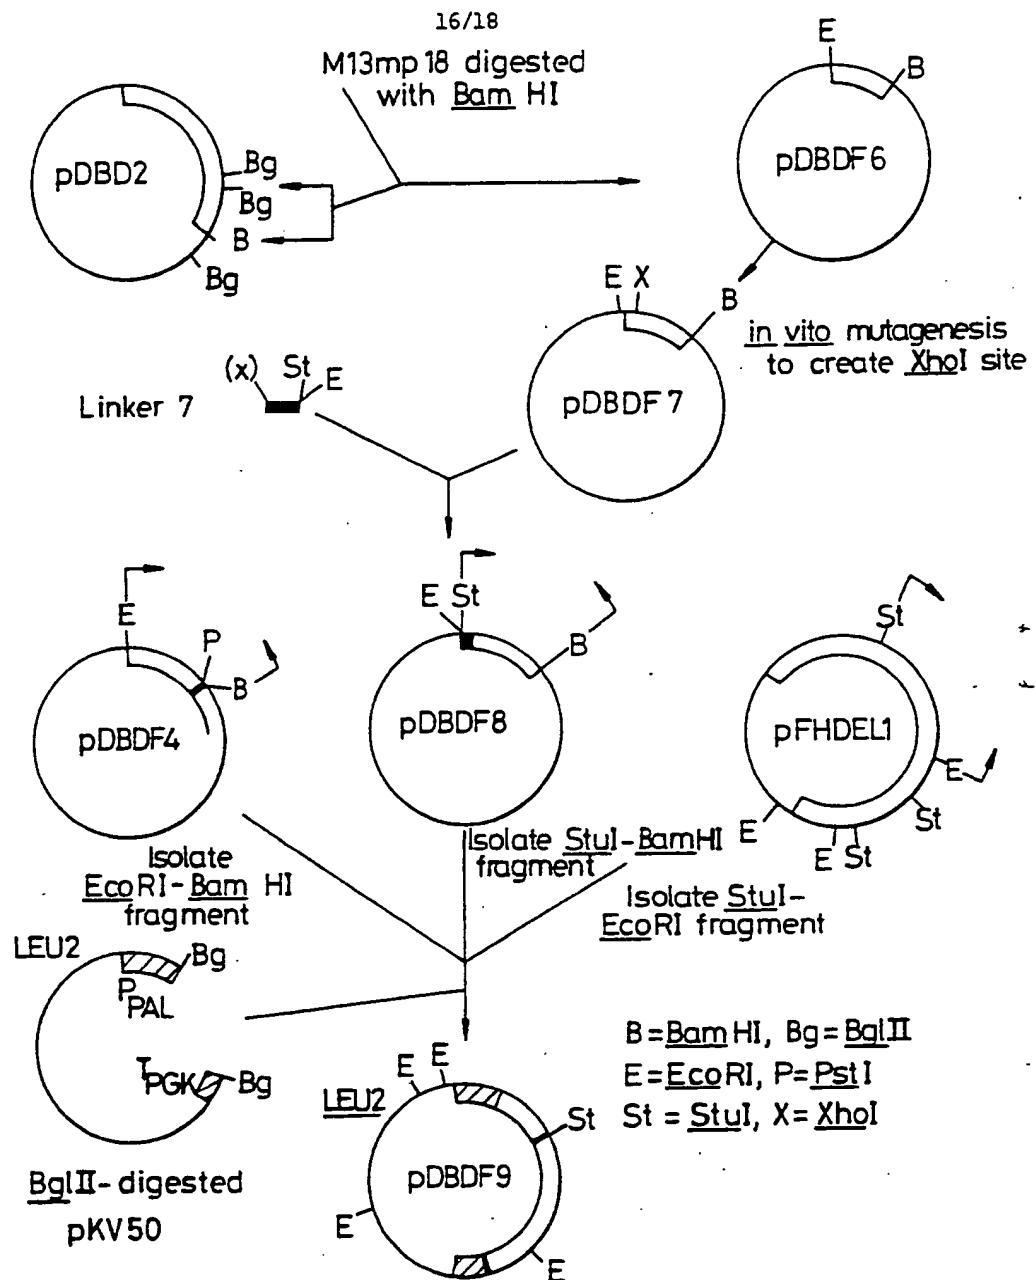 16/18
M13mp 18 digested
with Bam HI
E
B
pDBD2
Bg
Bg
B
Bg
pDBDF6
E X
B
in vito mutagenesis
to create XhoI site
pDBDF7
(x)
St
E
Linker 7
E
P
B
pDBDF4
E St
B
pDBDF8
St
pFHDEL1
E
St
E
E St
Isolate
EcoRI-Bam HI
fragment
Isolate StuI-BamHI
fragment
Isolate StuI-
EcoRI fragment
LEU2
Bg
PPAL
TPGK
Bg
BglII-digested
pKV50
E
E
LEU2
St
pDBDF9
E
E
B=Bam HI, Bg=BglII
E=EcoRI, P=PstI
St=StuI, X=XhoI